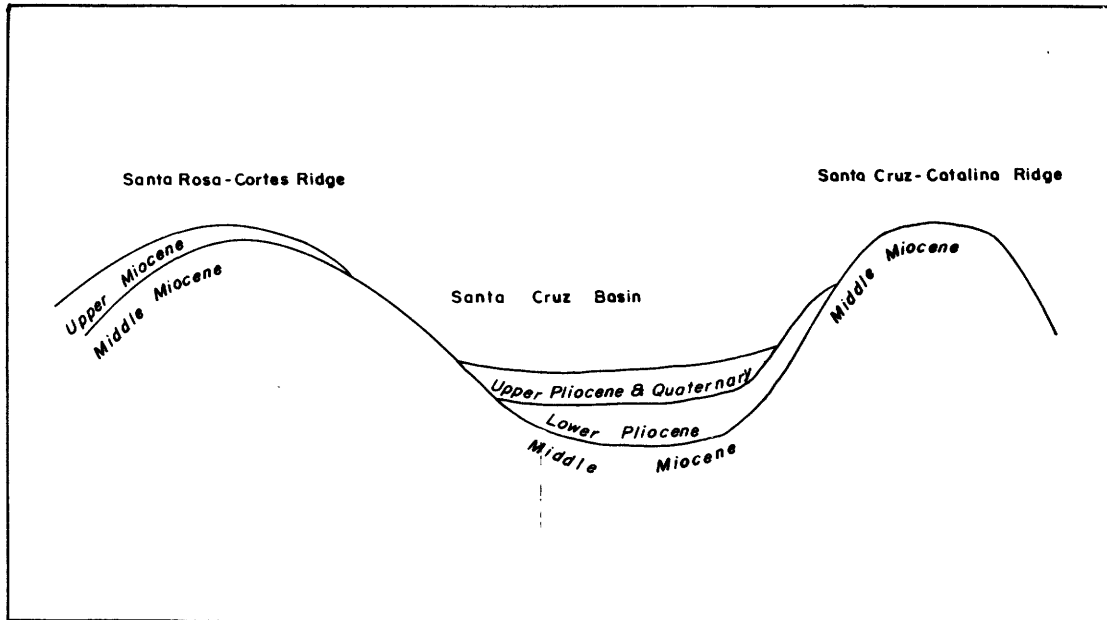 Santa Rosa-Cortes Ridge
Santa Cruz-Catalina Ridge
Upper Miocene
Middle Miocene
Santa Cruz Basin
Middle Miocene
Upper Pliocene & Quaternary
Lower Pliocene
Middle Miocene